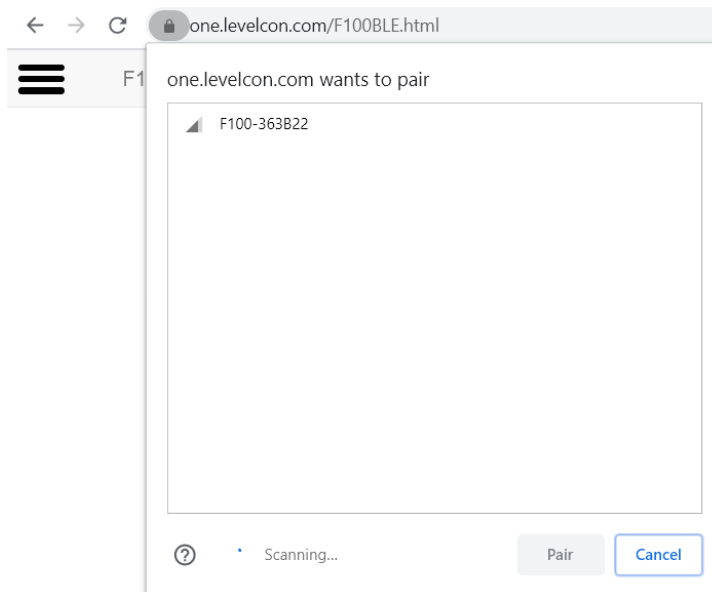 one.levelcon.com/F100BLE.html
F1
one.levelcon.com wants to pair
F100-363B22
Scanning...
Pair
Cancel